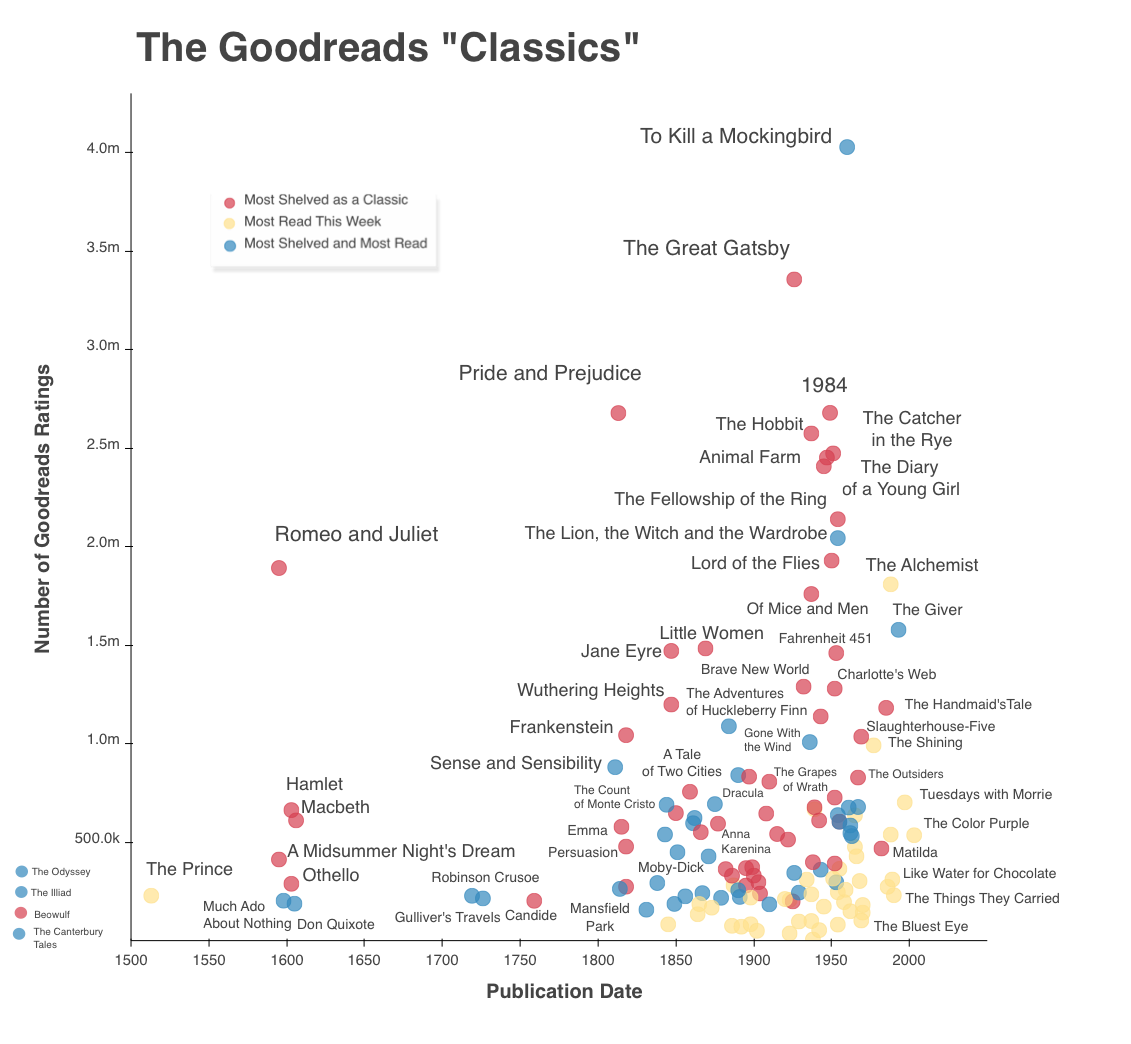 The Goodreads "Classics"
To Kill a Mockingbird
4.0m
Most Shelved as a Classic
Most Read This Week
Most Shelved and Most Read
3.5m
The Great Gatsby
3.0m
Pride and Prejudice
1984
The Hobbit
The Catcher
in the Rye
2.5m
Animal Farm
The Diary
of a Young Girl
The Fellowship of the Ring
Number of Goodreads Ratings
2.0m
Romeo and Juliet
The Lion, the Witch and the Wardrobe
Lord of the Flies
The Alchemist
Of Mice and Men
The Giver
1.5m
Little Women
Fahrenheit 451
Jane Eyre
Brave New World
Charlotte's Web
Wuthering Heights
The Adventures
of Huckleberry Finn
The Handmaid'sTale
Frankenstein
Gone With
the Wind
Slaughterhouse-Five
The Shining
1.0m
Sense and Sensibility
A Tale
of Two Cities
The Grapes
of Wrath
The Outsiders
Hamlet
Macbeth
The Count
of Monte Cristo
Dracula
Tuesdays with Morrie
500.0k
Emma
Anna
Karenina
The Color Purple
A Midsummer Night's Dream
Persuasion
Matilda
The Prince
Othello
Robinson Crusoe
Moby-Dick
Like Water for Chocolate
The Odyssey
The Illiad
Beowulf
The Canterbury
Tales
Much Ado
About Nothing
Don Quixote
Gulliver's Travels
Candide
Mansfield
Park
The Things They Carried
The Bluest Eye
1500
1550
1600
1650
1700
1750
1800
1850
1900
1950
2000
Publication Date